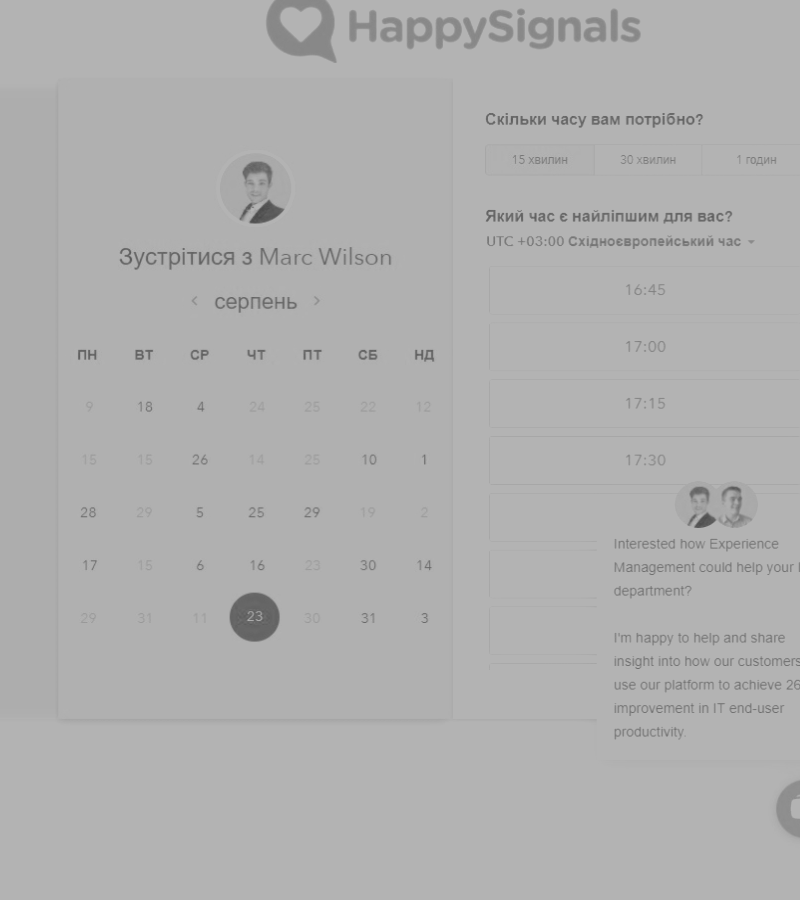 HappySignals
Зустрітися з Marc Wilson
серпень
ПН ВТ СР ЧТ ПТ СБ НД
9 18 4 24 25 22 12
15 15 26 14 25 10 1
28 29 5 25 29 19 2
17 15 6 16 23 30 14
29 31 11 23 30 31 3
Скільки часу вам потрібно?
15 хвилин 30 хвилин 1 годин
Який час є найліпшим для вас?
UTC +03:00 Східноєвропейський час
16:45
17:00
17:15
17:30
Interested how Experience
Management could help your
department?
I'm happy to help and share
insight into how our customers
use our platform to achieve 26
improvement in IT end-user
productivity.